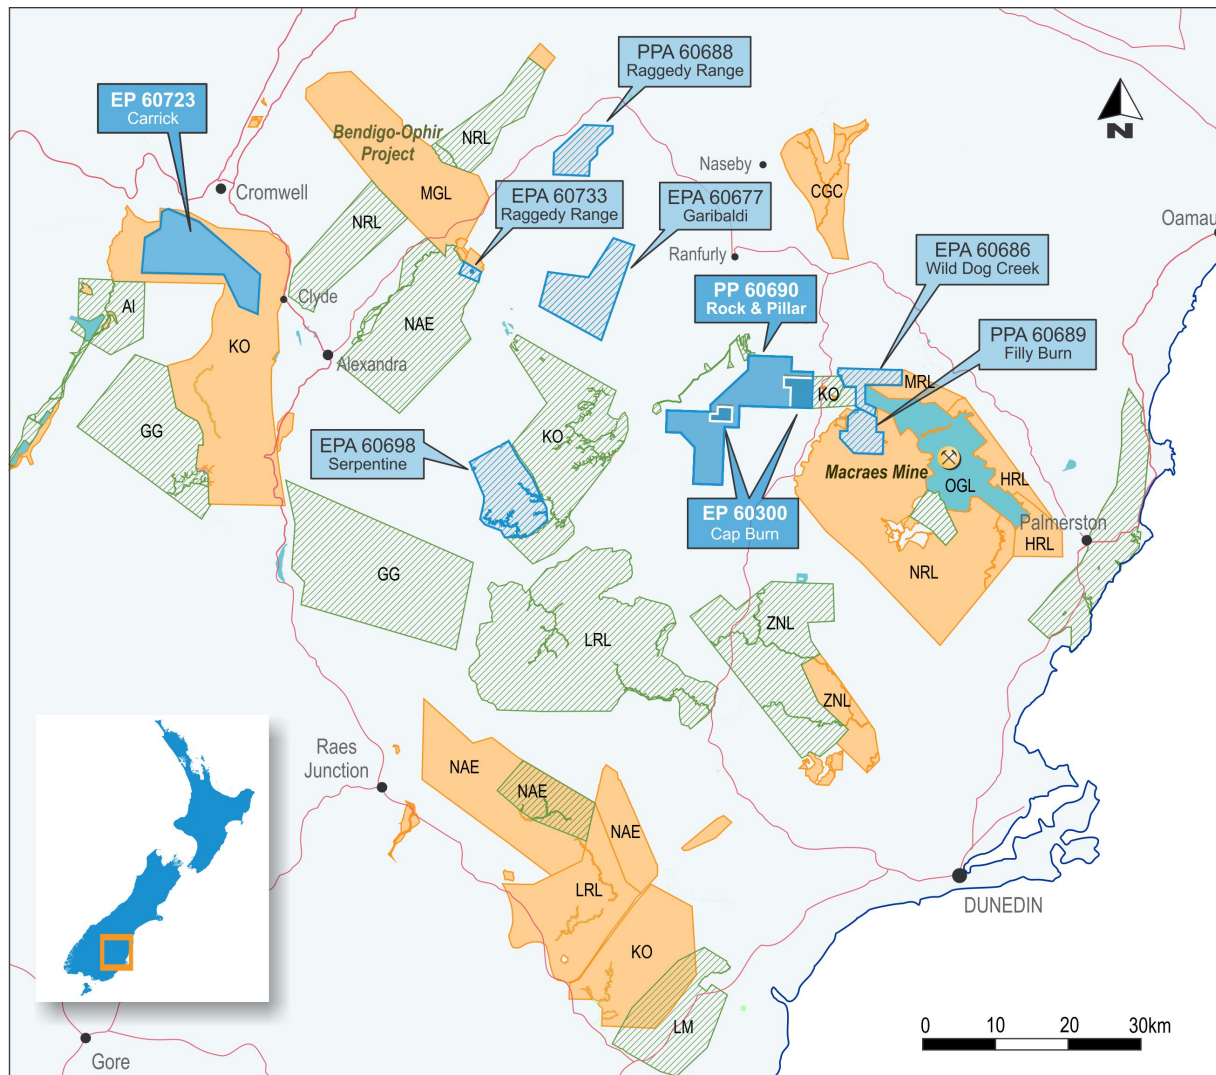 PPA 60688
Raggedy Range
EP 60723
Carrick
Bendigo-Ophir
Project
NRL
N
Naseby
CGC
Cromwell
MGL
EPA 60733
Raggedy Range
EPA 60677
Garibaldi
NRL
Oamau
Ranfurly
EPA 60686
Wild Dog Creek
PP 60690
Rock & Pillar
Clyde
AI
NAE
PPA 60689
Filly Burn
KO
Alexandra
MRL
KO
GG
EPA 60698
Serpentine
KO
Macraes Mine
OGL
HRL
EP 60300
Cap Burn
Palmerston
HRL
GG
NRL
LRL
ZNL
ZNL
Raes
Junction
NAE
NAE
NAE
LRL
DUNEDIN
KO
LM
0 10 20 30km
Gore